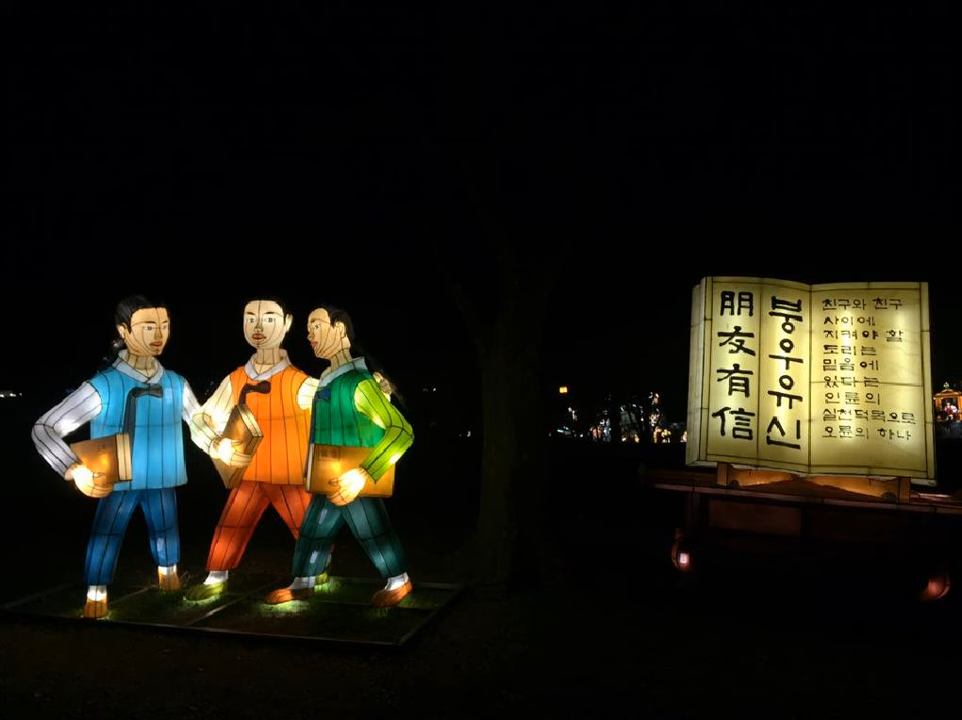 朋友有信
붕우유신
친구와 친구
사이에
지켜야 할
도리는
믿음에
있다는
인륜의
실천덕목으로
오륜의 하나